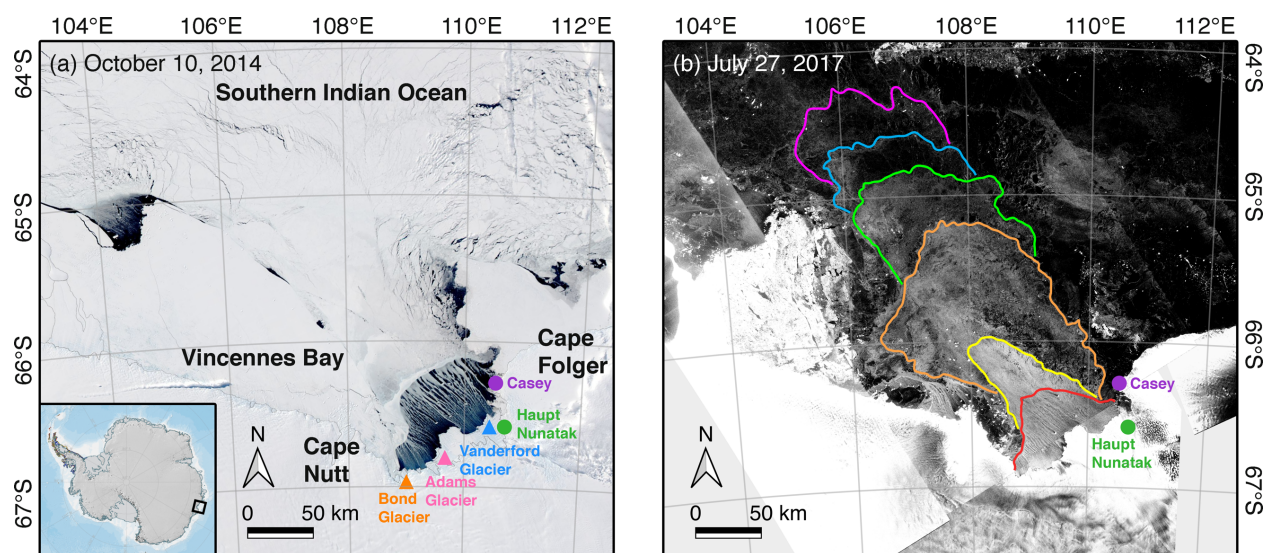 104°E 106°E 108°E 110°E 112°E
104°E 106°E 108°E 110°E 112°E
(a) October 10, 2014
(b) July 27, 2017
64°S
64°S
Southern Indian Ocean
65°S
65°S
Cape
Folger
Vincennes Bay
66°S
66°S
Casey
Casey
Haupt
Nunatak
Haupt
Nunatak
Cape
Nutt
Vanderford
Glacier
Adams
Glacier
Bond
Glacier
N
N
67°S
67°S
0 50 km
0 50 km